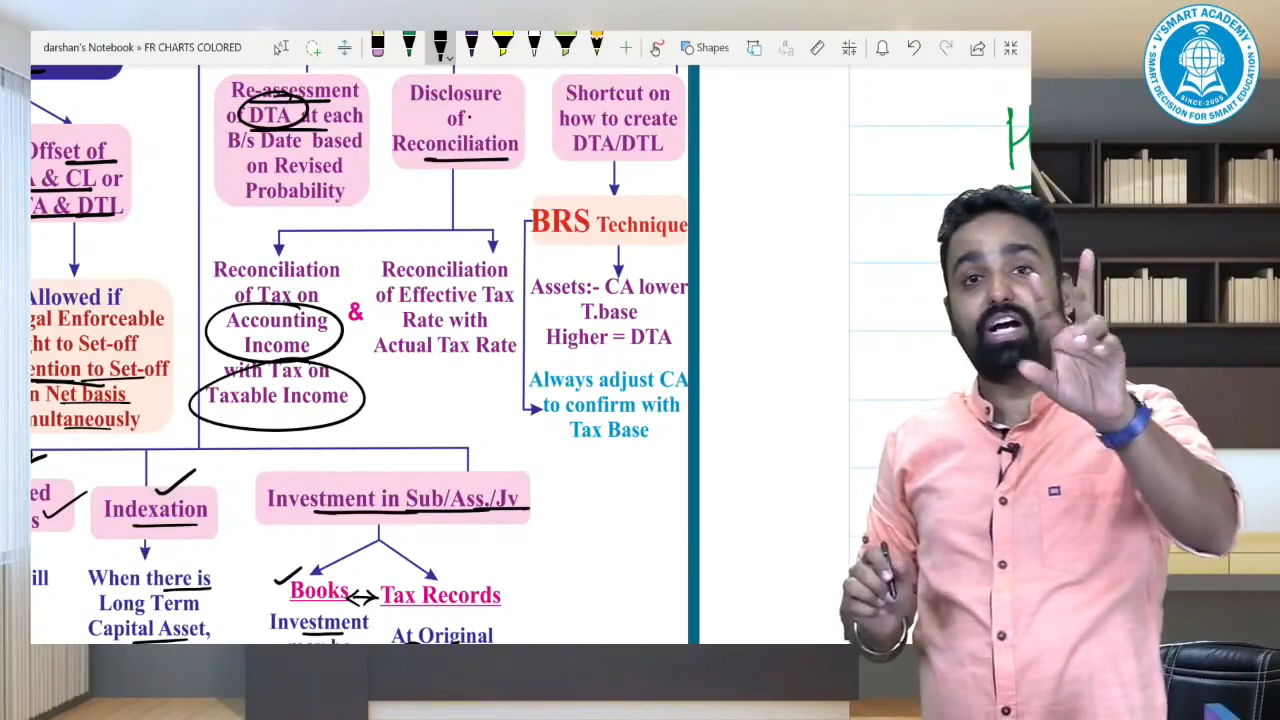 darshan's Notebook » FR CHARTS COLORED
Shapes
V'SMART ACADEMY
SINCE-2005
SMART DECISION FOR SMART EDUCATION
Offset of
A & CL or
TA & DTL
Allowed if
gal Enforceable
ght to Set-off
ention to Set-off
n Net basis
multaneously
Re-assessment
of DTA at each
B/s Date based
on Revised
Probability
Disclosure
of
Reconciliation
Shortcut on
how to create
DTA/DTL
BRS Technique
Assets:- CA lower
T.base
Higher = DTA
Always adjust CA
to confirm with
Tax Base
Reconciliation
of Tax on
Accounting
Income
with Tax on
Taxable Income
&
Reconciliation
of Effective Tax
Rate with
Actual Tax Rate
ed
s
ill
Indexation
When there is
Long Term
Capital Asset,
Investment in Sub/Ass./Jv
Books
Investment
Tax Records
At Original
H